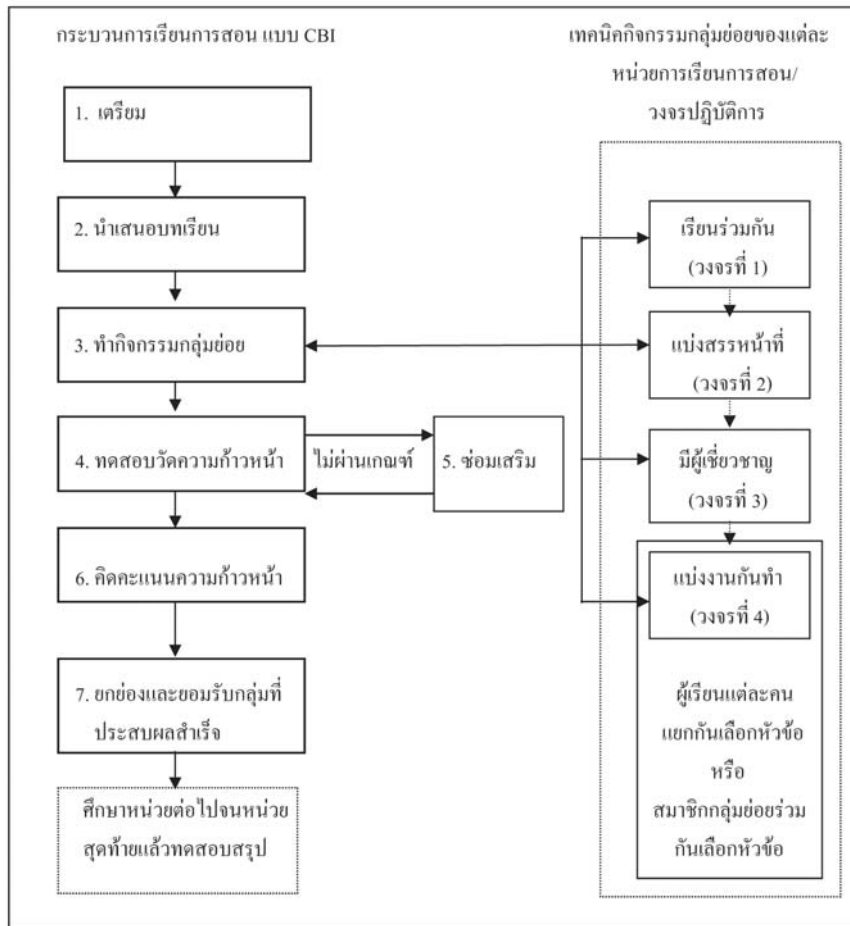 กระบวนการเรียนการสอน แบบ CBI
1. เตรียม
2. นำเสนอบทเรียน
3. ทำกิจกรรมกลุ่มย่อย
4. ทดสอบวัดความก้าวหน้า
ไม่ผ่านเกณฑ์
5. ซ่อมเสริม
6. คิดคะแนนความก้าวหน้า
7. ยกย่องและยอมรับกลุ่มที่
ประสบผลสำเร็จ
ศึกษาหน่วยต่อไปจนหน่วย
สุดท้ายแล้วทดสอบสรุป
เทคนิคกิจกรรมกลุ่มย่อยของแต่ละ
หน่วยการเรียนการสอน/
วงจรปฏิบัติการ
เรียนร่วมกัน
(วงจรที่ 1)
แบ่งสรรหน้าที่
(วงจรที่ 2)
มีผู้เชี่ยวชาญ
(วงจรที่ 3)
แบ่งงานกันทำ
(วงจรที่ 4)
ผู้เรียนแต่ละคน
แยกกันเลือกหัวข้อ
หรือ
สมาชิกกลุ่มย่อยร่วม
กันเลือกหัวข้อ